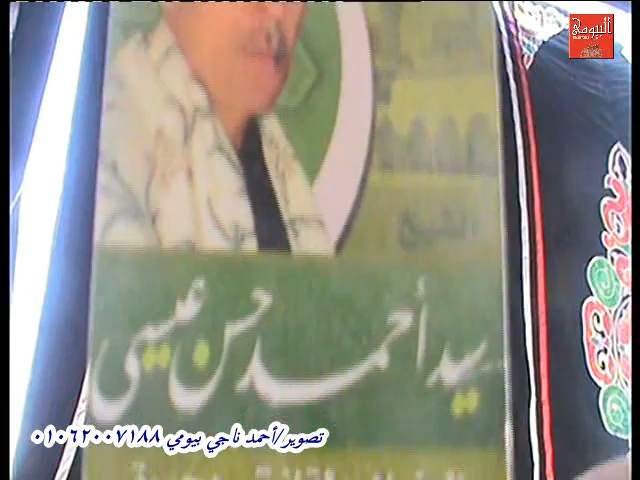 البيومي
الشيخ
سيد أحمد حسن عيسى
تصوير/أحمد ناجي بيومي ٠١٠٦٢٠٠٧١٨٨